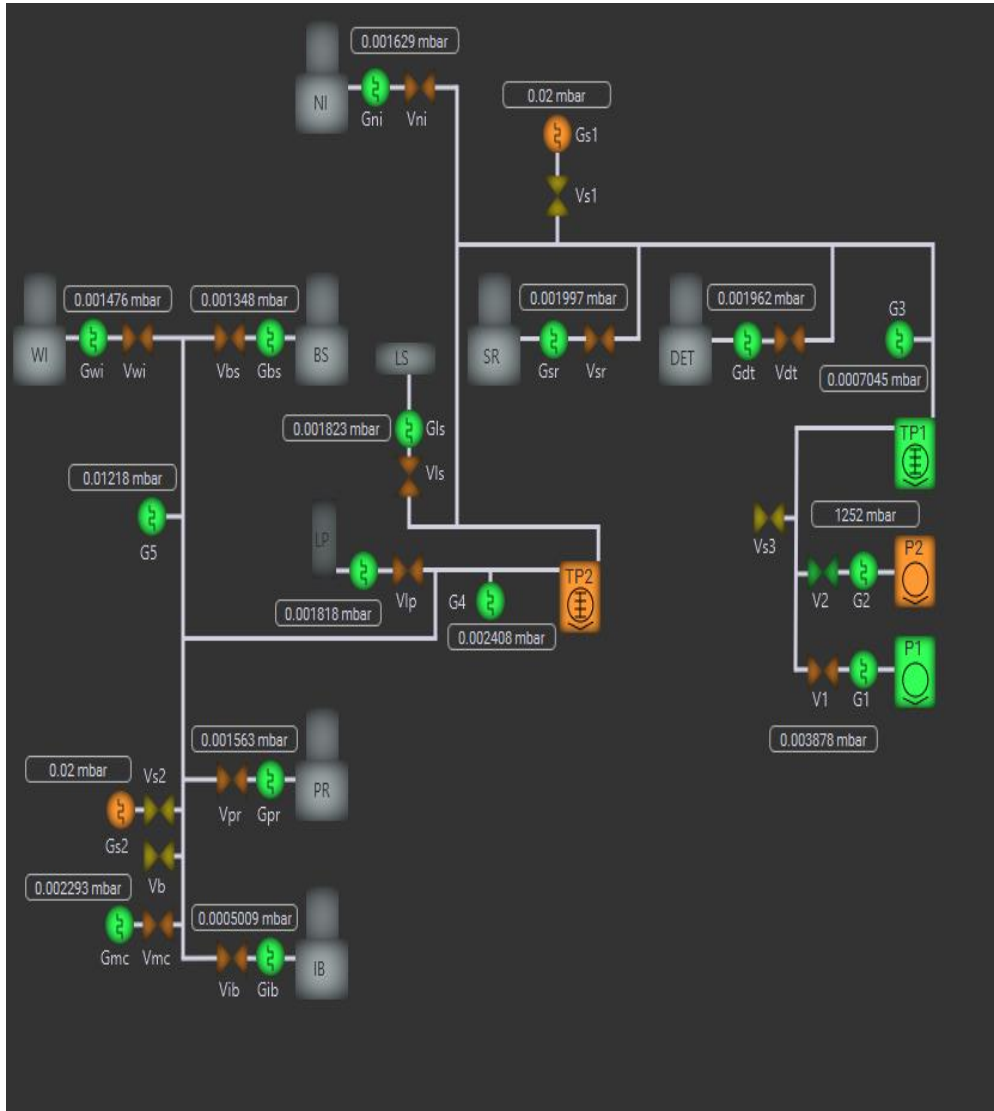 0.001629 mbar
NI
Gni
Vni
0.02 mbar
Gs1
Vs1
0.001476 mbar
0.001348 mbar
WI
Gwi
Vwi
Vbs
Gbs
BS
LS
0.001823 mbar
Gls
Vls
0.001997 mbar
SR
Gsr
Vsr
0.001962 mbar
DET
Gdt
Vdt
G3
0.0007045 mbar
TP1
0.01218 mbar
G5
Vs3
1252 mbar
P2
V2
G2
LP
Vlp
0.001818 mbar
G4
0.002408 mbar
TP2
P1
V1
G1
0.003878 mbar
0.001563 mbar
Vpr
Gpr
PR
0.02 mbar
Vs2
Gs2
Vb
0.002293 mbar
Gmc
Vmc
0.0005009 mbar
Vib
Gib
IB